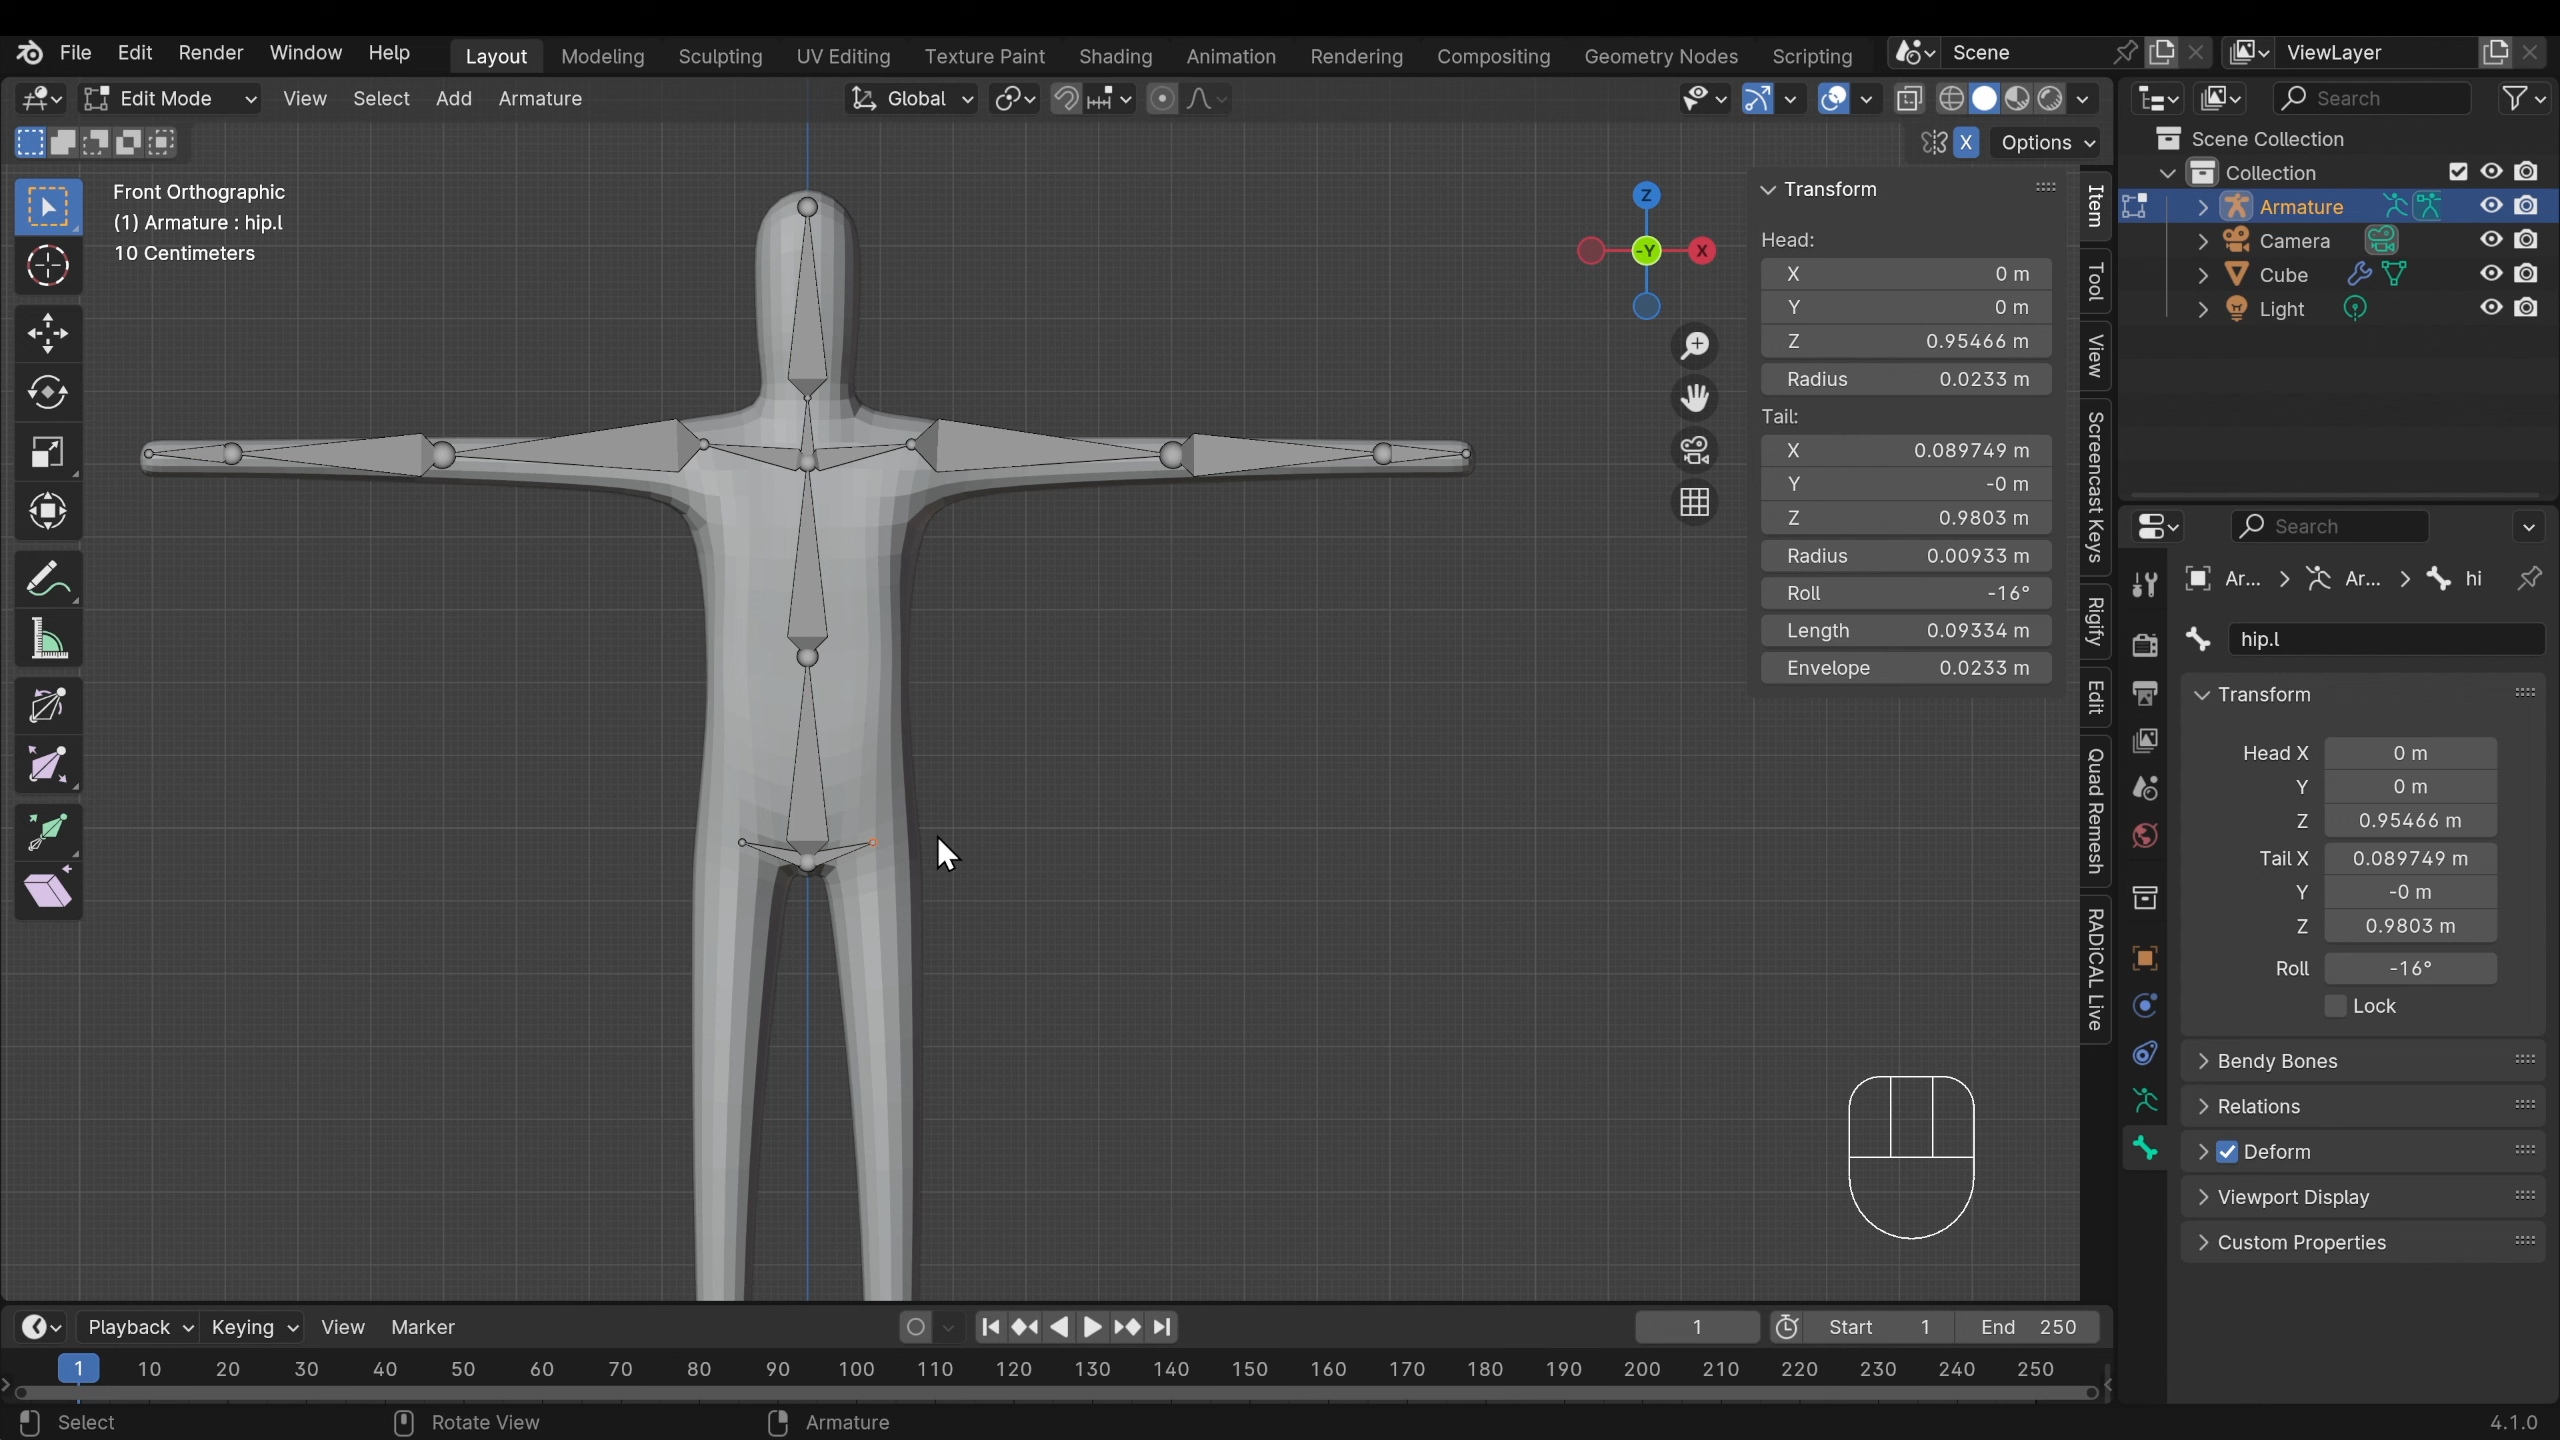 File Edit Render Window Help Layout Modeling Sculpting UV Editing Texture Paint Shading Animation Rendering Compositing Geometry Nodes Scripting Scene ViewLayer
Edit Mode View Select Add Armature Global Search
X Options
Front Orthographic
(1) Armature : hip.l
10 Centimeters
Z
-Y X
Transform
Head:
X 0 m
Y 0 m
Z 0.95466 m
Radius 0.0233 m
Tail:
X 0.089749 m
Y -0 m
Z 0.9803 m
Radius 0.00933 m
Roll -16°
Length 0.09334 m
Envelope 0.0233 m
Item
Tool
View
Screencast Keys
Rigify
Edit
Quad Remesh
RADiCAL Live
Scene Collection
Collection
Armature
Camera
Cube
Light
Search
Ar... Ar... hi
hip.l
Transform
Head X 0 m
Y 0 m
Z 0.95466 m
Tail X 0.089749 m
Y -0 m
Z 0.9803 m
Roll -16°
Lock
Bendy Bones
Relations
Deform
Viewport Display
Custom Properties
Playback Keying View Marker 1 Start 1 End 250
1 10 20 30 40 50 60 70 80 90 100 110 120 130 140 150 160 170 180 190 200 210 220 230 240 250
Select Rotate View Armature 4.1.0